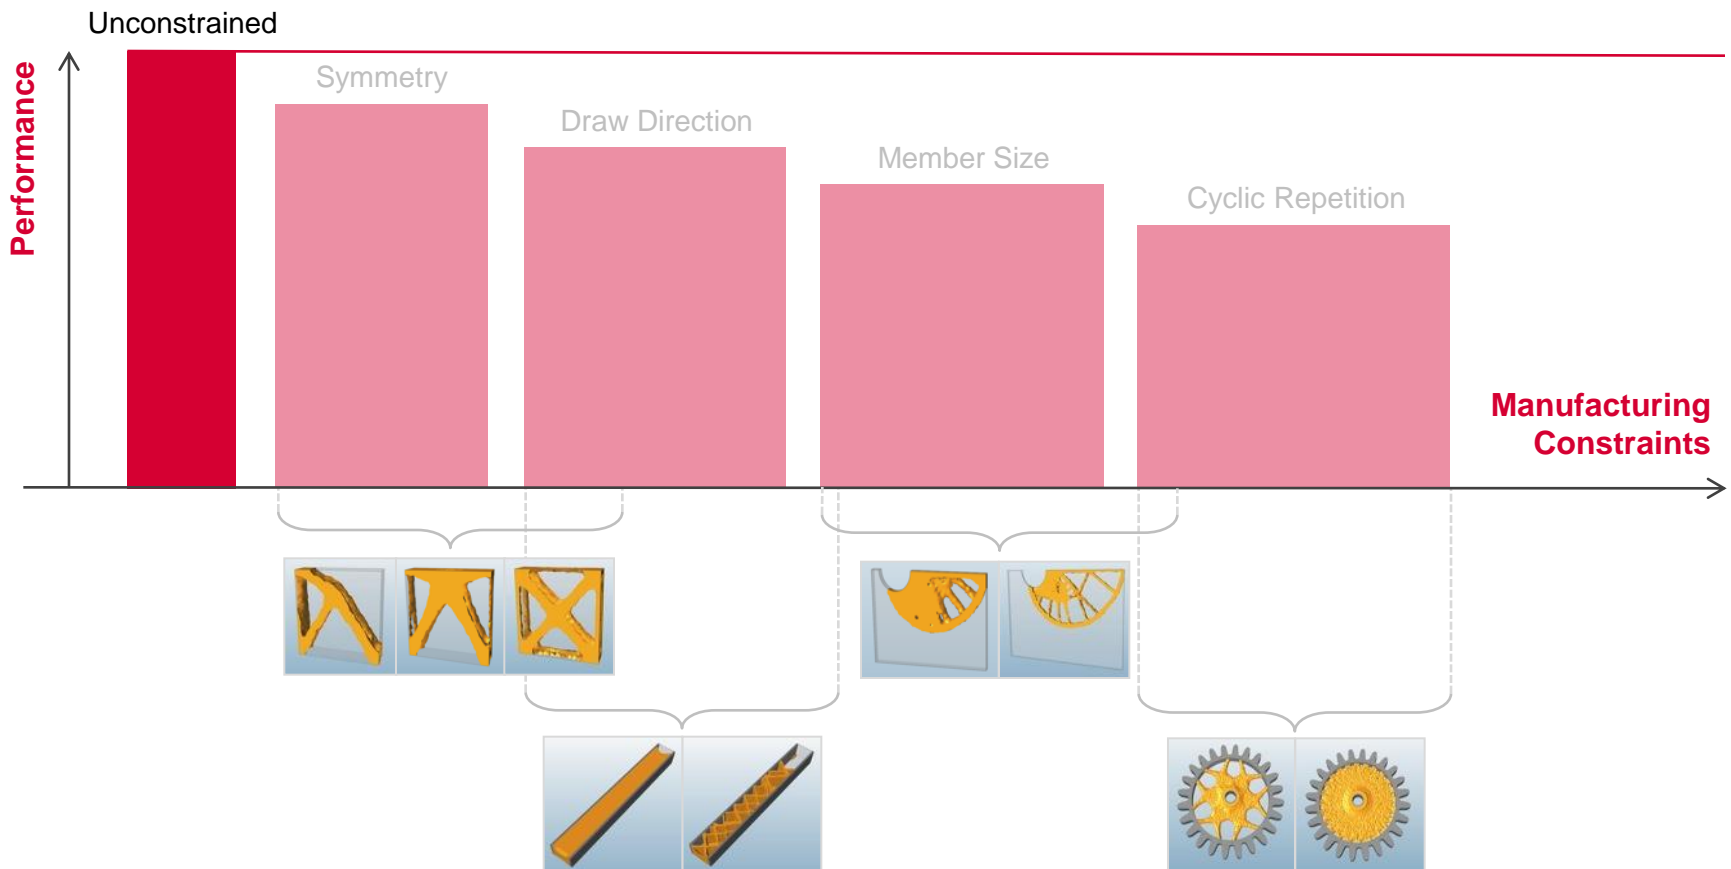 Unconstrained
Performance
Symmetry
Draw Direction
Member Size
Cyclic Repetition
Manufacturing
Constraints